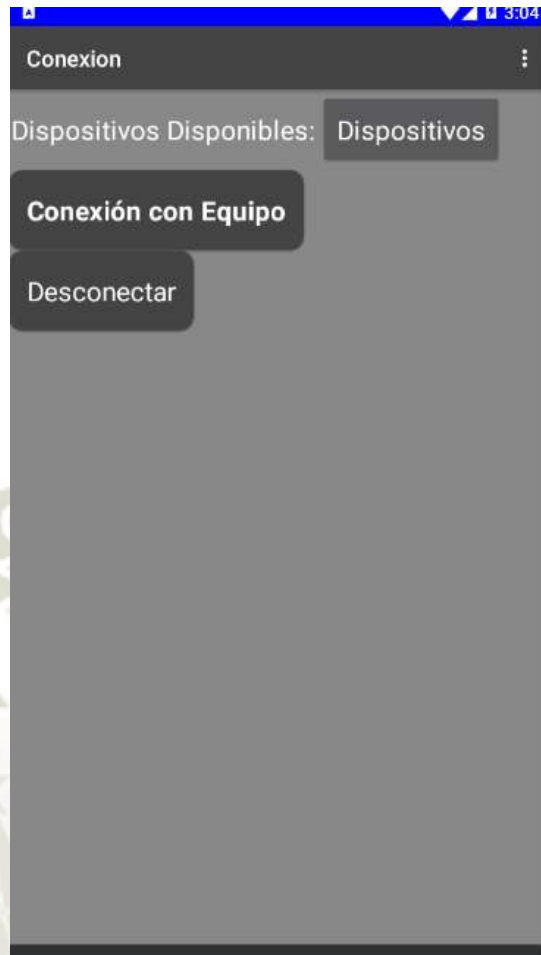 3:04
Conexion
Dispositivos Disponibles: Dispositivos
Conexión con Equipo
Desconectar